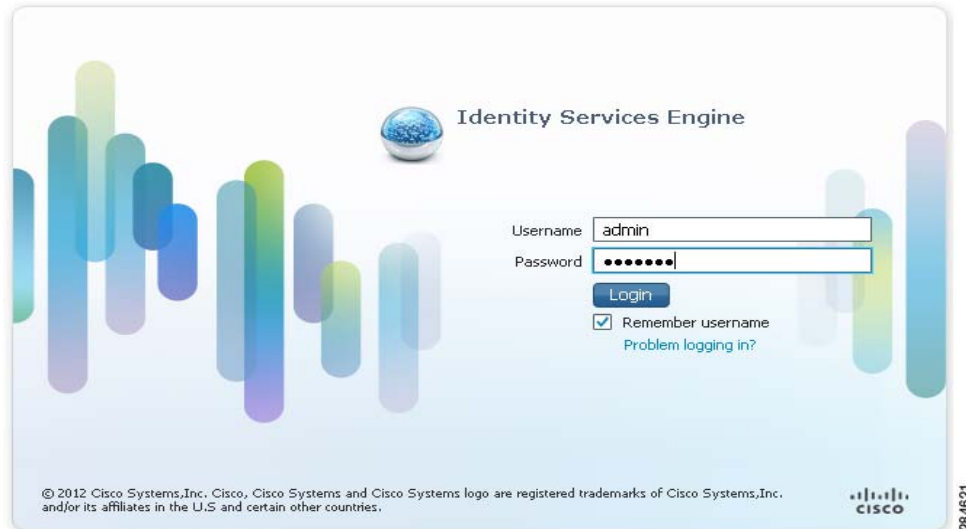 Identity Services Engine
Username admin
Password •••••••
Login
Remember username
Problem logging in?
© 2012 Cisco Systems,Inc. Cisco, Cisco Systems and Cisco Systems logo are registered trademarks of Cisco Systems,Inc.
and/or its affiliates in the U.S and certain other countries.
CISCO
284621